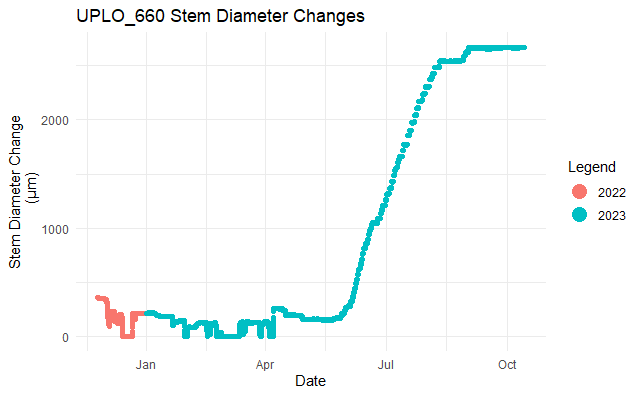 UPLO_660 Stem Diameter Changes
Stem Diameter Change
(µm)
2000
1000
0
Jan
Apr
Jul
Oct
Date
Legend
2022
2023